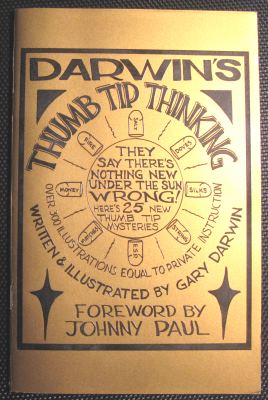 DARWIN'S
THUMB TIP THINKING
SALT
DOVES
SILKS
STRING
EGG
MONEY
FIRE
THEY
SAY THERE'S
NOTHING NEW
UNDER THE SUN
WRONG!
HERE'S 25 NEW
THUMB TIP
MYSTERIES
OVER 300 ILLUSTRATIONS EQUAL TO PRIVATE INSTRUCTION
WRITTEN & ILLUSTRATED BY GARY DARWIN
FOREWORD BY
JOHNNY PAUL